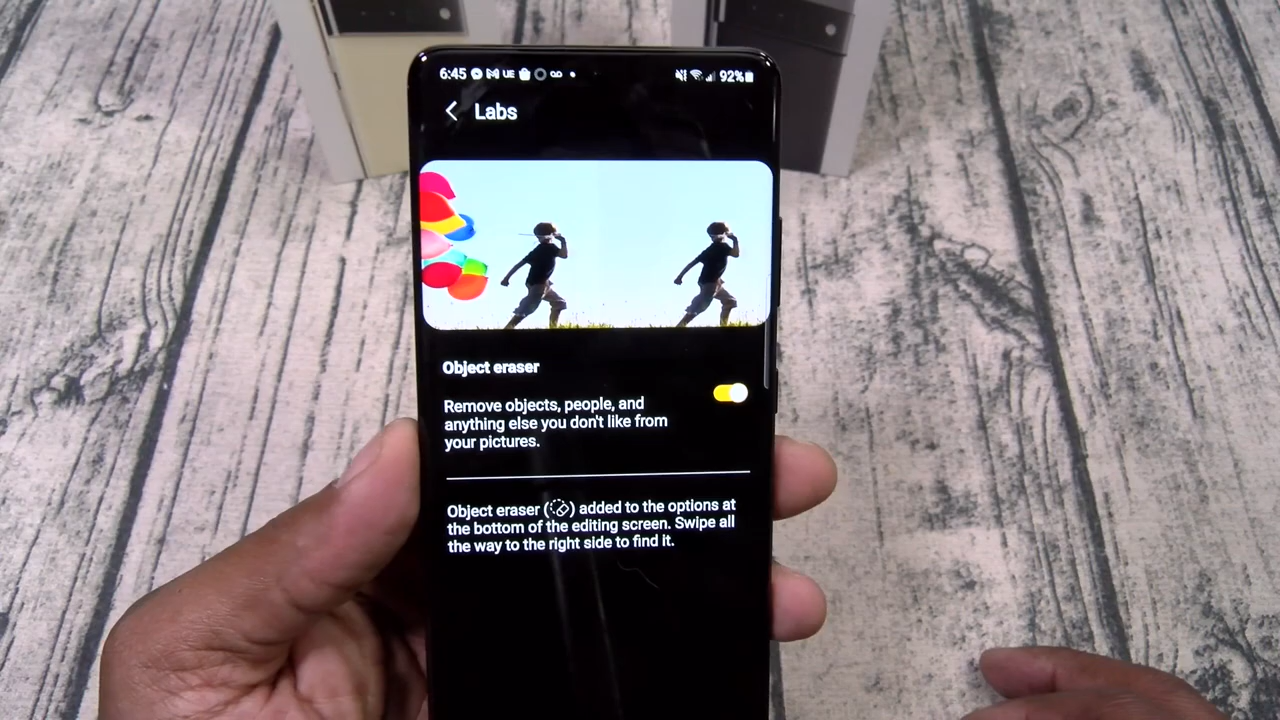 6:45 UE 92%
Labs
Object eraser
Remove objects, people, and
anything else you don't like from
your pictures.
Object eraser ( ) added to the options at
the bottom of the editing screen. Swipe all
the way to the right side to find it.